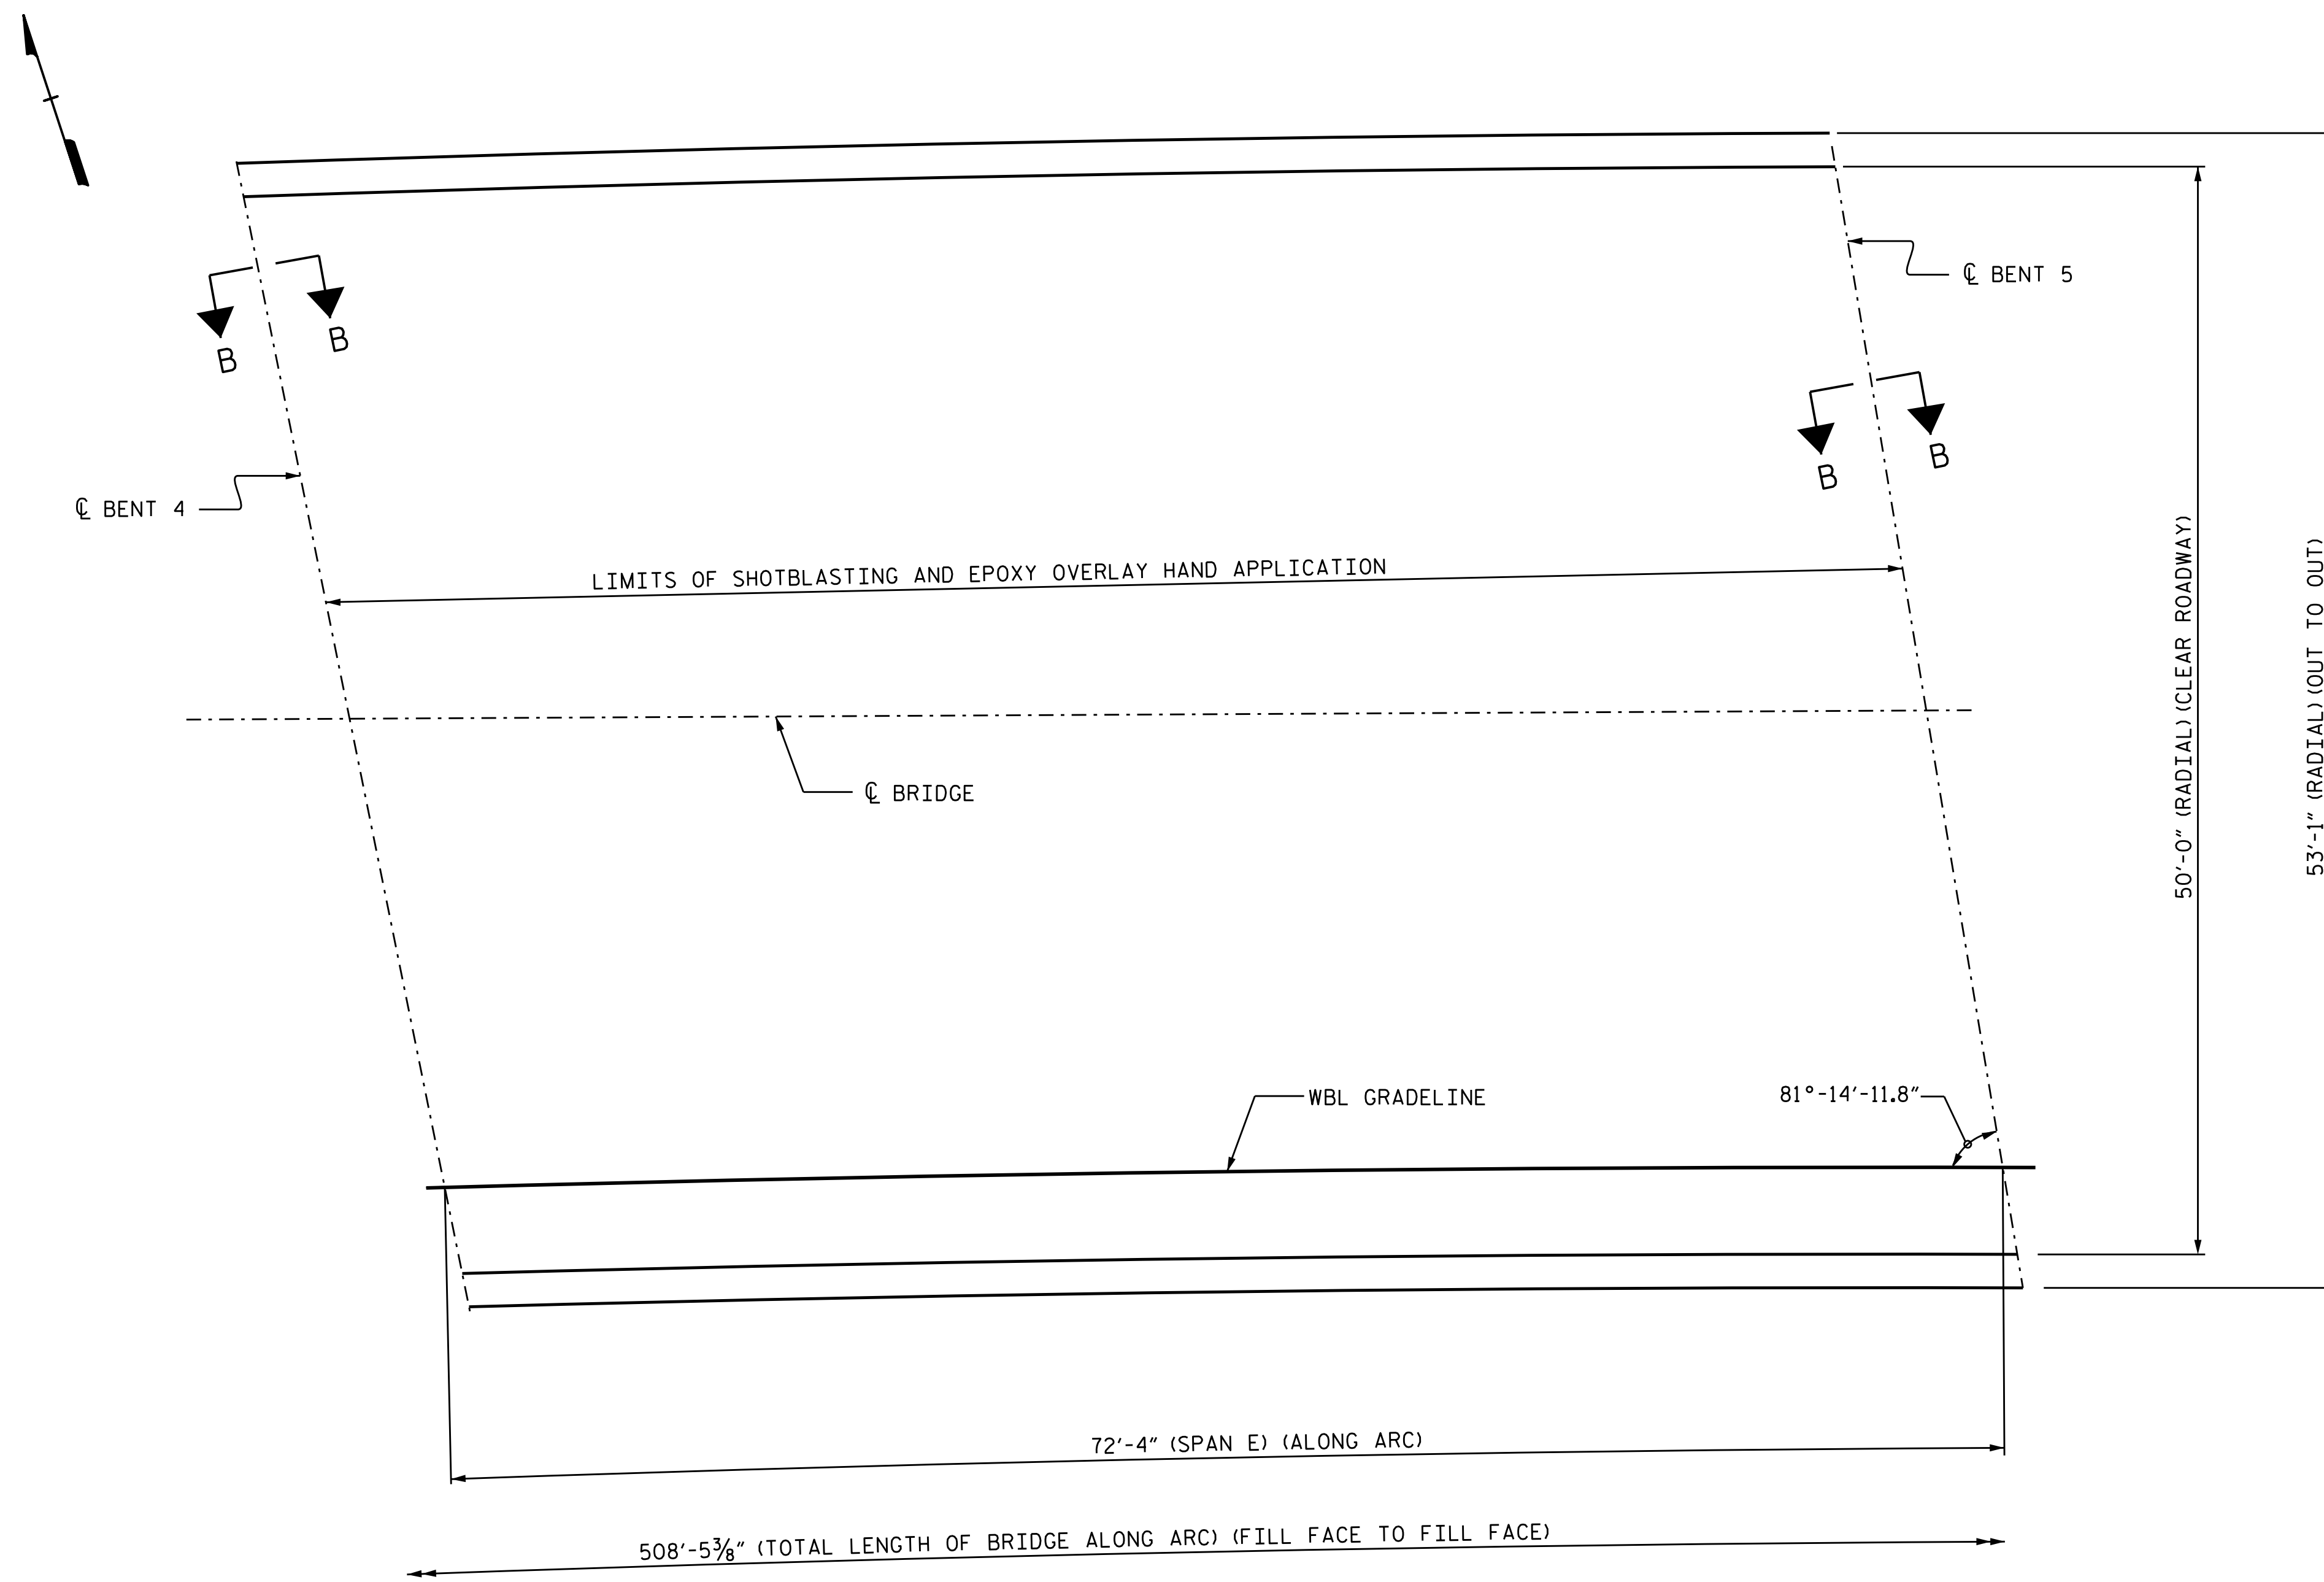 ℄ BENT 5
B
B
B
B
℄ BENT 4
LIMITS OF SHOTBLASTING AND EPOXY OVERLAY HAND APPLICATION
50'-0" (RADIAL) (CLEAR ROADWAY)
53'-1" (RADIAL) (OUT TO OUT)
℄ BRIDGE
WBL GRADELINE
81°-14'-11.8"
72'-4" (SPAN E) (ALONG ARC)
508'-5⅜" (TOTAL LENGTH OF BRIDGE ALONG ARC) (FILL FACE TO FILL FACE)